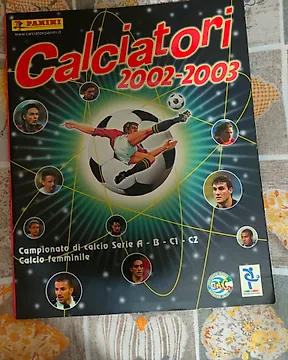 PANINI
www.calciatoripanini.it
Calciatori
2002-2003
Campionato di calcio Serie A - B - C1 - C2
Calcio femminile